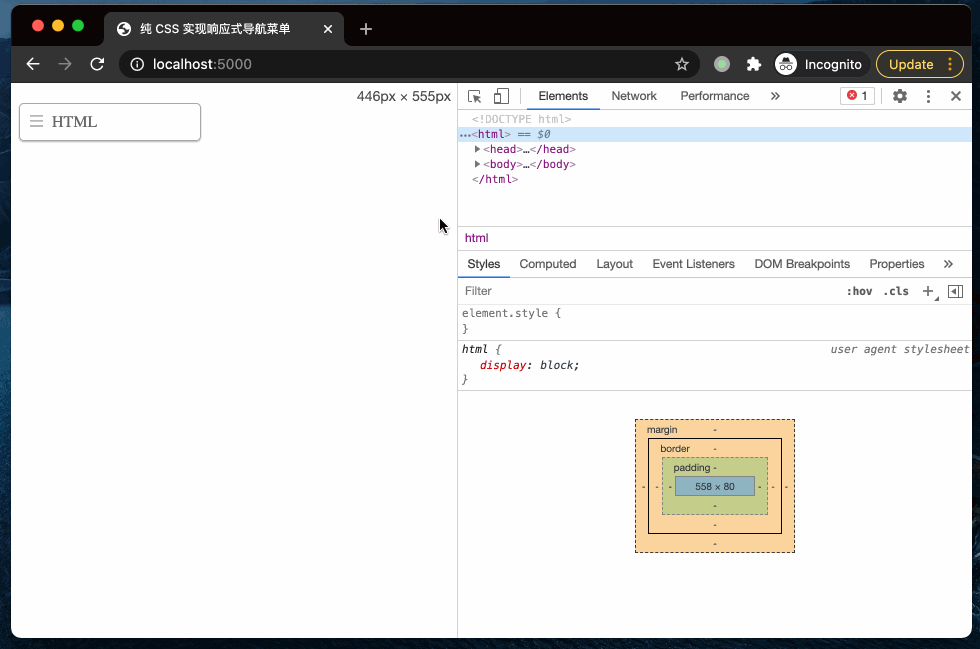 纯 CSS 实现响应式导航菜单
localhost:5000
Incognito
Update
446px × 555px
HTML
Elements
Network
Performance
1
<!DOCTYPE html>
…<html> == $0
<head>…</head>
<body>…</body>
</html>
html
Styles
Computed
Layout
Event Listeners
DOM Breakpoints
Properties
Filter
:hov
.cls
element.style {
}
html {
user agent stylesheet
display: block;
}
margin -
border -
padding -
- - - 558 × 80 - - -
-
-
-